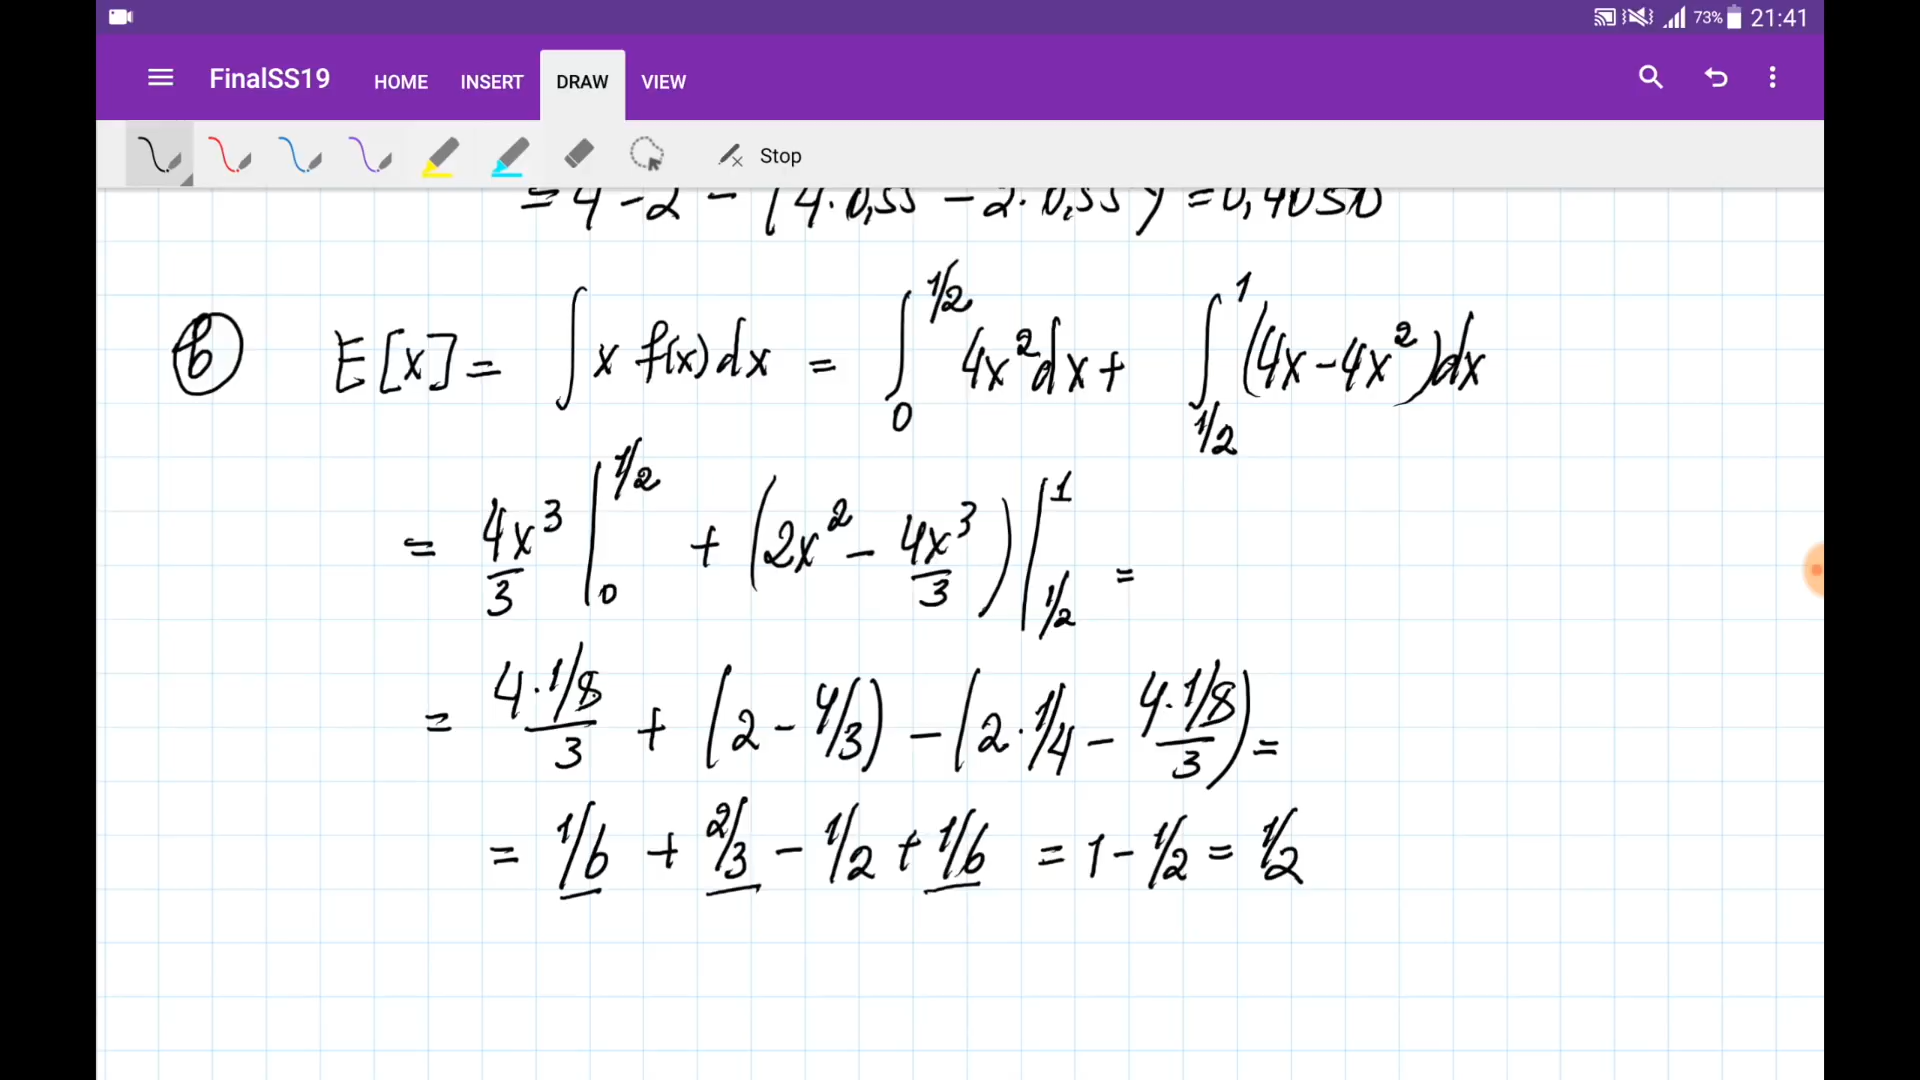 73% 21:41
FinalSS19 HOME INSERT DRAW VIEW
Stop
= 4 - 2 - (4·0,55 - 2·0,55²) = 0,4050
ⓑ E[x] = ∫ x f(x) dx = ∫₀^{1/2} 4x² dx + ∫_{1/2}^{1} (4x - 4x²) dx
= 4x³/3 |₀^{1/2} + (2x² - 4x³/3) |_{1/2}^{1} =
= (4·1/8)/3 + (2 - 4/3) - (2·1/4 - (4·1/8)/3) =
= 1/6 + 2/3 - 1/2 + 1/6 = 1 - 1/2 = 1/2